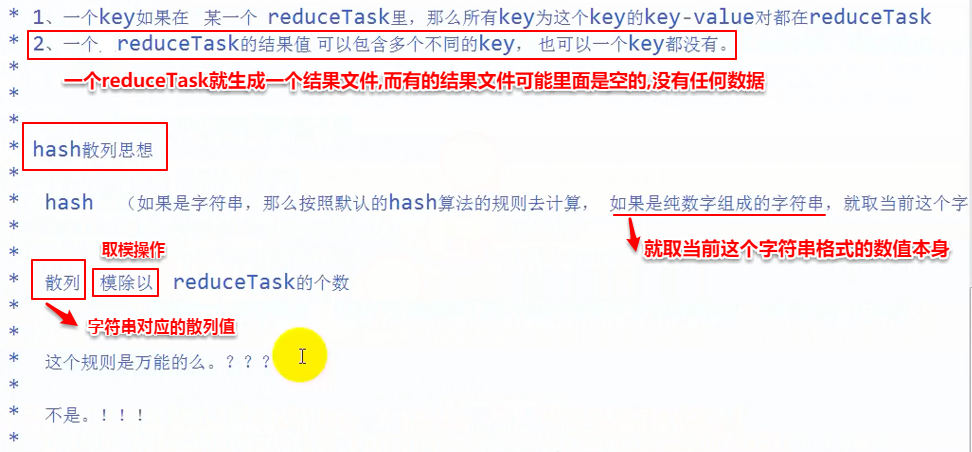 * 1、一个key如果在 某一个 reduceTask里，那么所有key为这个key的key-value对都在reduceTask
* 2、一个. reduceTask的结果值 可以包含多个不同的key， 也可以一个key都没有。
*
* 一个reduceTask就生成一个结果文件,而有的结果文件可能里面是空的,没有任何数据
*
* hash散列思想
*
* hash （如果是字符串，那么按照默认的hash算法的规则去计算， 如果是纯数字组成的字符串，就取当前这个字
*
* 取模操作 就取当前这个字符串格式的数值本身
* 散列 模除以 reduceTask的个数
*
* 字符串对应的散列值
* 这个规则是万能的么。？？？
*
* 不是。！！！
*